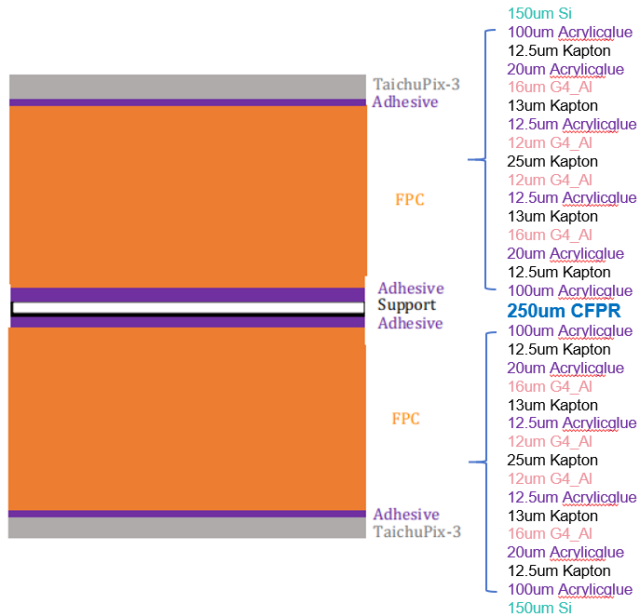 TaichuPix-3
Adhesive
FPC
Adhesive
Support
Adhesive
FPC
Adhesive
TaichuPix-3
150um Si
100um Acrylicglue
12.5um Kapton
20um Acrylicglue
16um G4_Al
13um Kapton
12.5um Acrylicglue
12um G4_Al
25um Kapton
12um G4_Al
12.5um Acrylicglue
13um Kapton
16um G4_Al
20um Acrylicglue
12.5um Kapton
100um Acrylicglue
250um CFPR
100um Acrylicglue
12.5um Kapton
20um Acrylicglue
16um G4_Al
13um Kapton
12.5um Acrylicglue
12um G4_Al
25um Kapton
12um G4_Al
12.5um Acrylicglue
13um Kapton
16um G4_Al
20um Acrylicglue
12.5um Kapton
100um Acrylicglue
150um Si